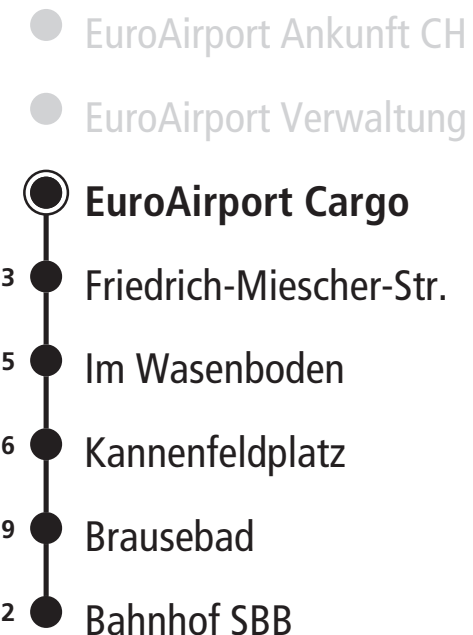 EuroAirport Ankunft CH
EuroAirport Verwaltung
EuroAirport Cargo
3 Friedrich-Miescher-Str.
5 Im Wasenboden
6 Kannenfeldplatz
9 Brausebad
2 Bahnhof SBB